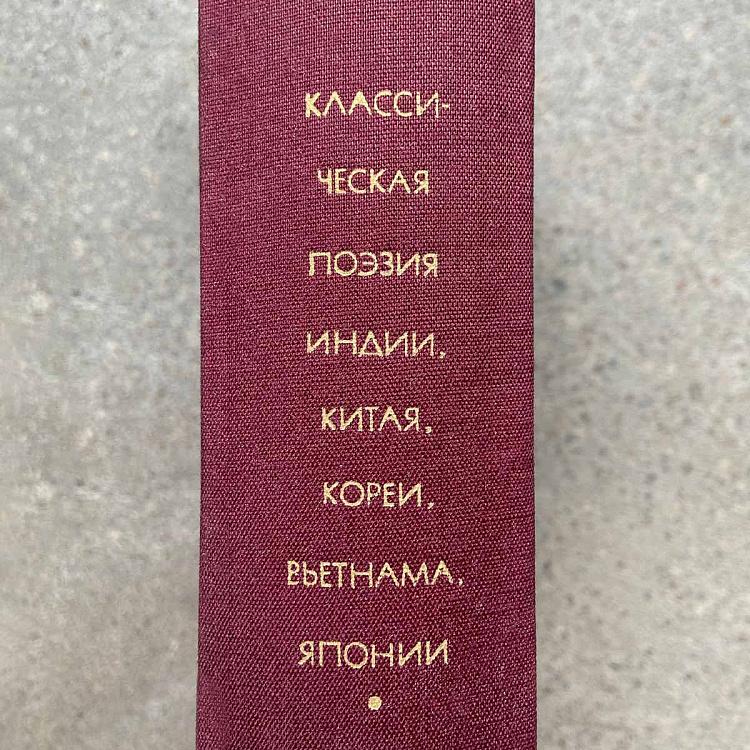 КЛАССИ-
ЧЕСКАЯ
ПОЭЗИЯ
ИНДИИ,
КИТАЯ,
КОРЕИ,
ВЬЕТНАМА,
ЯПОНИИ